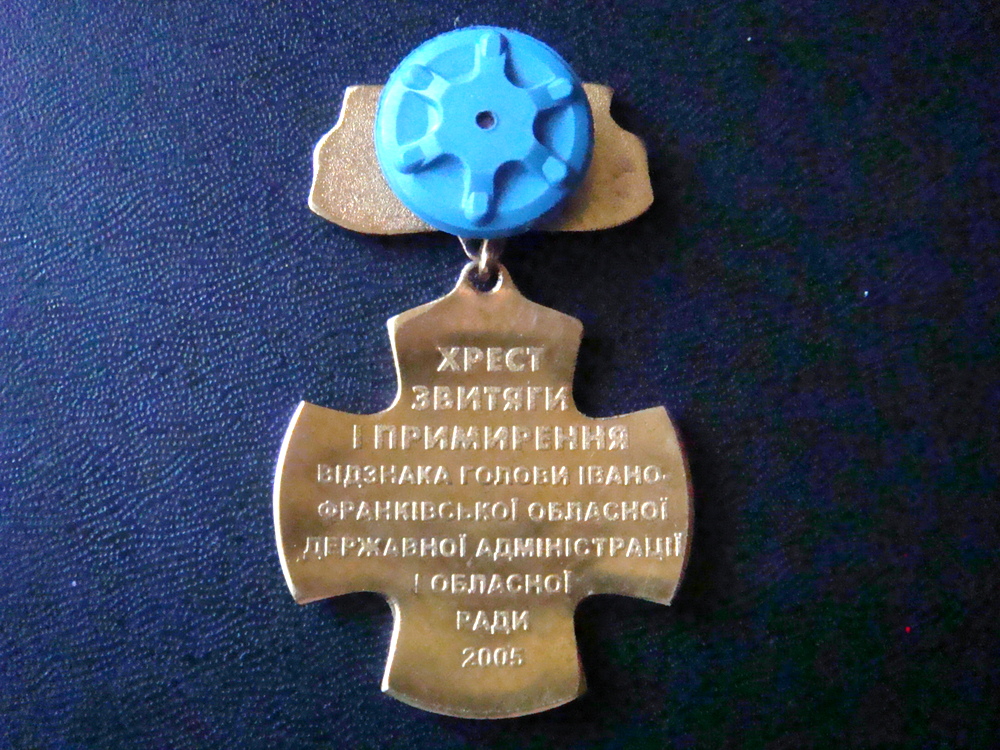 ХРЕСТ
ЗВИТЯГИ
І ПРИМИРЕННЯ
ВІДЗНАКА ГОЛОВИ ІВАНО-
ФРАНКІВСЬКОЇ ОБЛАСНОЇ
ДЕРЖАВНОЇ АДМІНІСТРАЦІЇ
І ОБЛАСНОЇ
РАДИ
2005